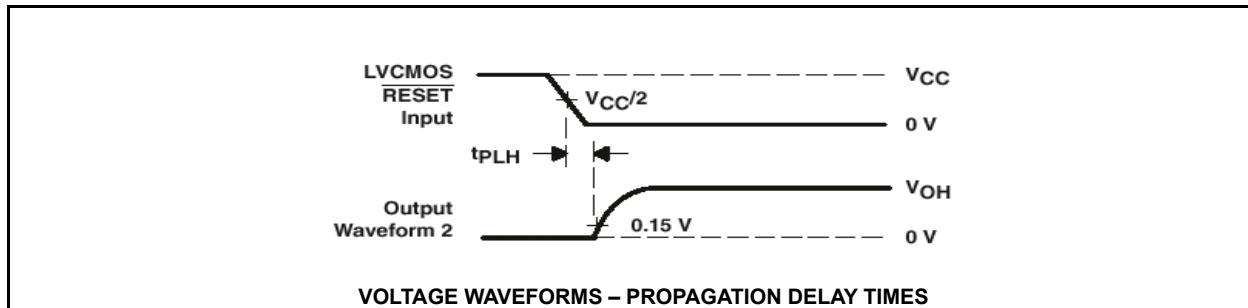 LVCMOS
RESET
Input
VCC/2
VCC
0 V
tPLH
Output
Waveform 2
0.15 V
VOH
0 V
VOLTAGE WAVEFORMS – PROPAGATION DELAY TIMES